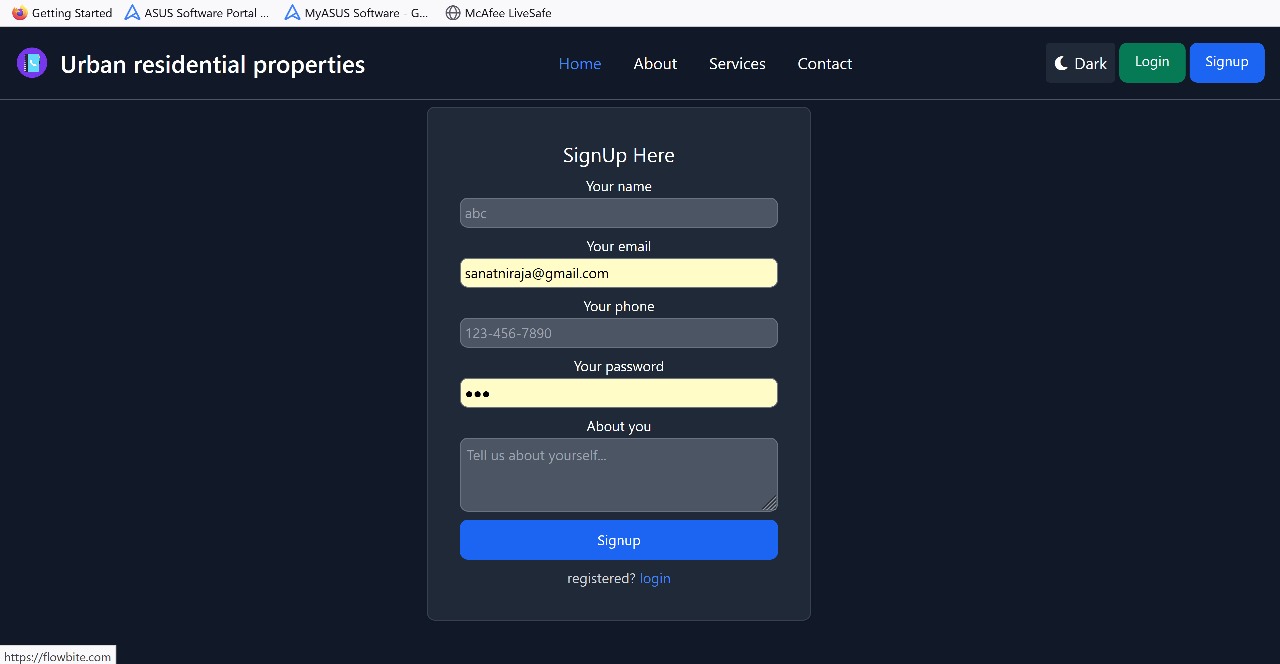 Getting Started ASUS Software Portal ... MyASUS Software - G... McAfee LiveSafe
Urban residential properties Home About Services Contact Dark Login Signup
SignUp Here
Your name
abc
Your email
sanatniraja@gmail.com
Your phone
123-456-7890
Your password
●●●
About you
Tell us about yourself...
Signup
registered? login
https://flowbite.com